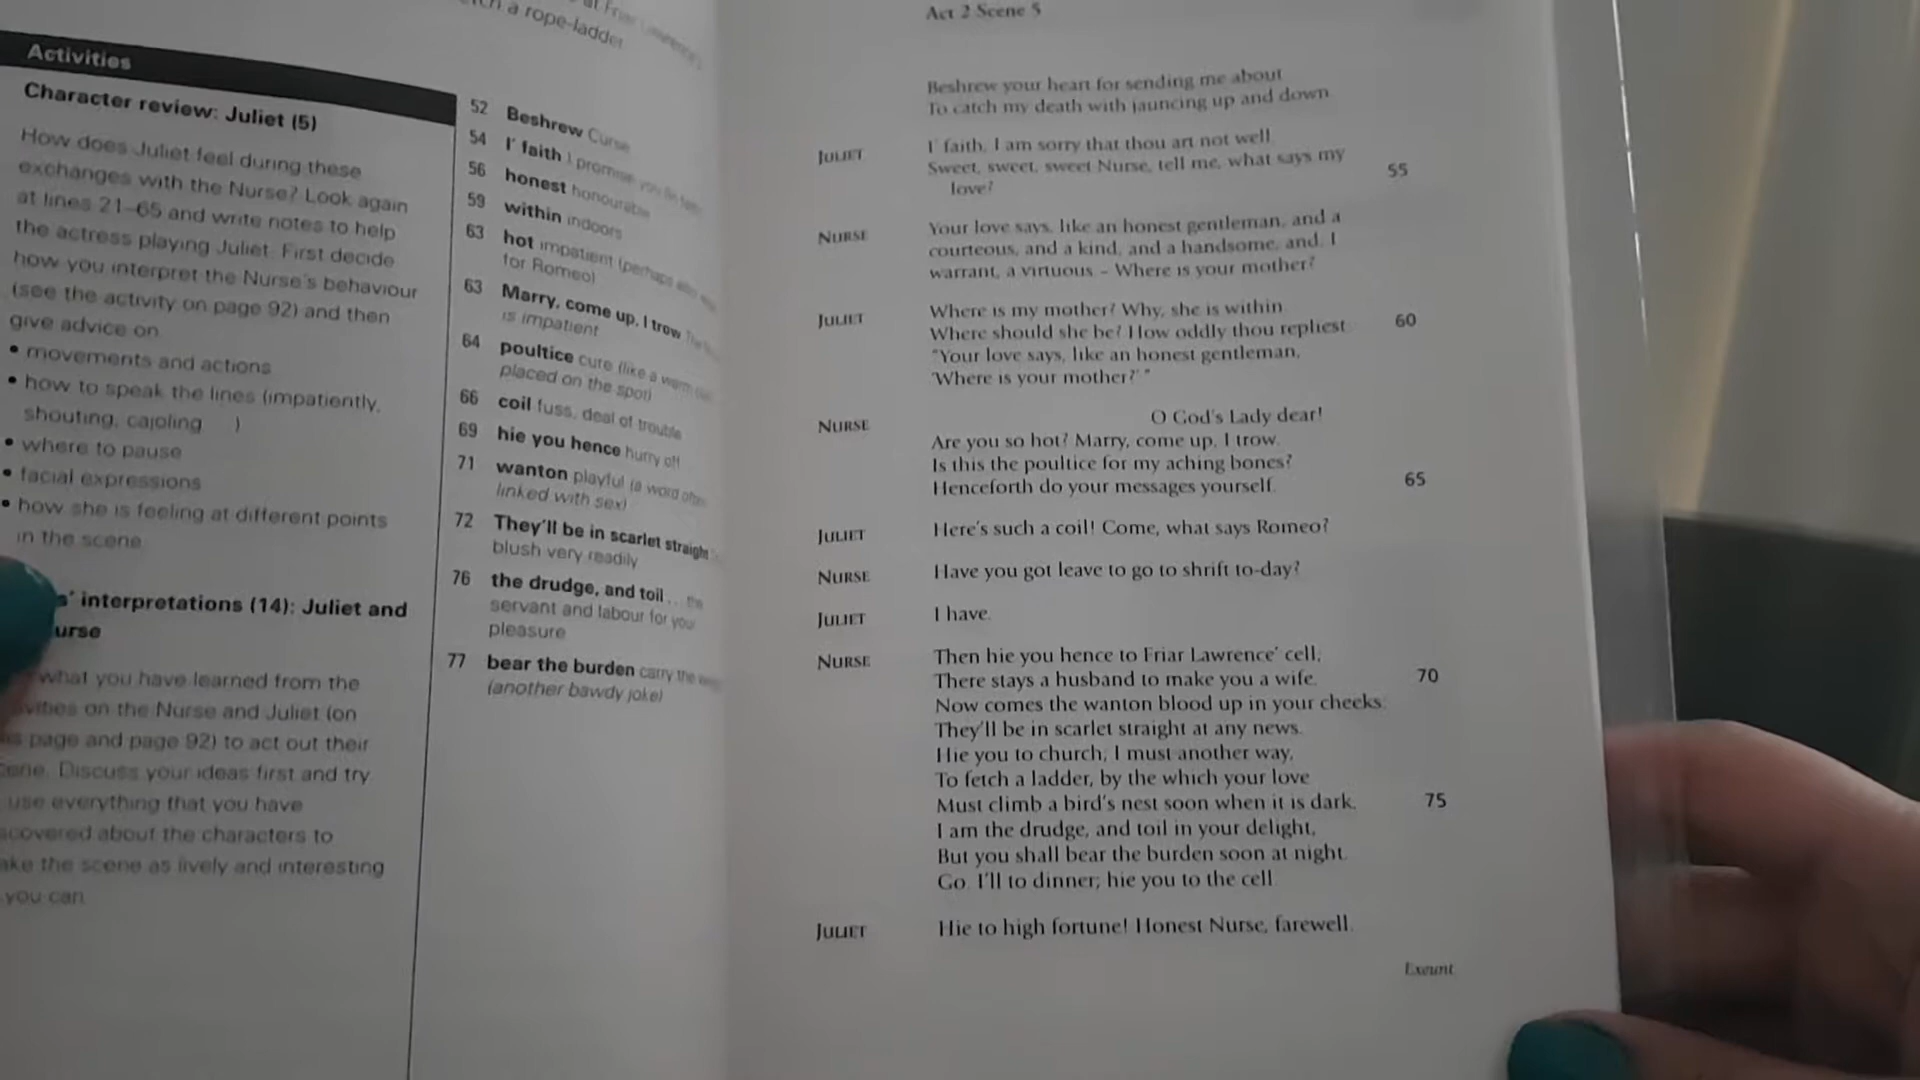 a rope-ladder
Activities
Character review: Juliet (5)
How does Juliet feel during these
exchanges with the Nurse? Look again
at lines 21–65 and write notes to help
the actress playing Juliet. First decide
how you interpret the Nurse's behaviour
(see the activity on page 92) and then
give advice on
• movements and actions
• how to speak the lines (impatiently,
shouting, cajoling )
• where to pause
• facial expressions
• how she is feeling at different points
in the scene
interpretations (14): Juliet and
what you have learned from the
on the Nurse and Juliet (on
page and page 92) to act out their
Discuss your ideas first and try
use everything that you have
about the characters to
the scene as lively and interesting
you can
52 Beshrew Curse
54 I' faith I promise you
56 honest honourable
59 within indoors
63 hot impatient (perhaps also
for Romeo)
63 Marry, come up, I trow
is impatient
64 poultice cure (like a warm
placed on the spot)
66 coil fuss, deal of trouble
69 hie you hence hurry off
71 wanton playful (a word often
linked with sex)
72 They'll be in scarlet straight
blush very readily
76 the drudge, and toil ... the
servant and labour for your
pleasure
77 bear the burden carry the
(another bawdy joke)
Act 2 Scene 5
Beshrew your heart for sending me about
To catch my death with jauncing up and down
JULIET I' faith, I am sorry that thou art not well.
Sweet, sweet, sweet Nurse, tell me, what says my 55
love?
NURSE Your love says, like an honest gentleman, and a
courteous, and a kind, and a handsome, and, I
warrant, a virtuous – Where is your mother?
JULIET Where is my mother? Why, she is within
Where should she be? How oddly thou repliest 60
"Your love says, like an honest gentleman,
'Where is your mother?' "
NURSE O God's Lady dear!
Are you so hot? Marry, come up, I trow.
Is this the poultice for my aching bones?
Henceforth do your messages yourself. 65
JULIET Here's such a coil! Come, what says Romeo?
NURSE Have you got leave to go to shrift to-day?
JULIET I have.
NURSE Then hie you hence to Friar Lawrence' cell;
There stays a husband to make you a wife. 70
Now comes the wanton blood up in your cheeks:
They'll be in scarlet straight at any news.
Hie you to church, I must another way,
To fetch a ladder, by the which your love
Must climb a bird's nest soon when it is dark. 75
I am the drudge, and toil in your delight,
But you shall bear the burden soon at night.
Go. I'll to dinner; hie you to the cell
JULIET Hie to high fortune! Honest Nurse, farewell.
Exeunt